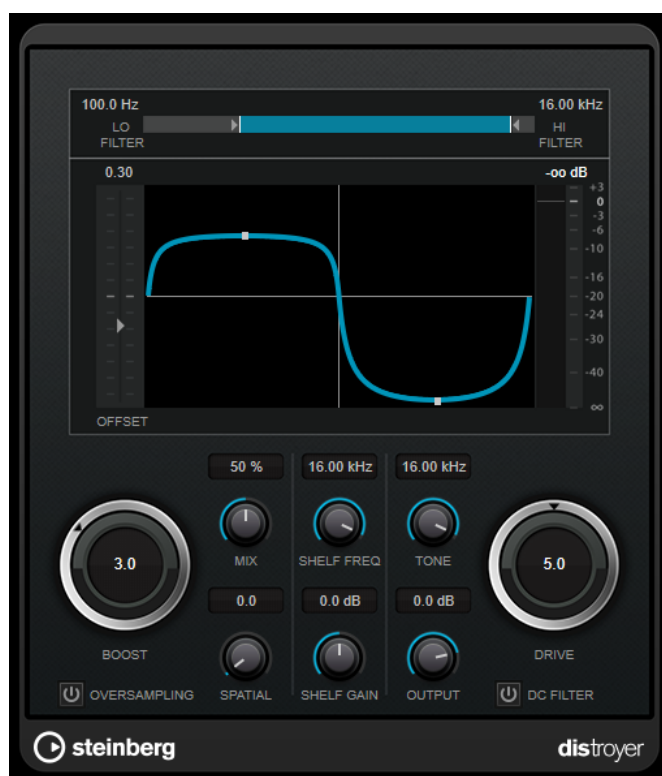 100.0 Hz 16.00 kHz
LO FILTER HI FILTER
0.30 -oo dB
+3
0
-3
-6
-10
-16
-20
-24
-30
-40
∞
OFFSET
50 % 16.00 kHz 16.00 kHz
3.0 5.0
MIX SHELF FREQ TONE
0.0 0.0 dB 0.0 dB
BOOST DRIVE
OVERSAMPLING SPATIAL SHELF GAIN OUTPUT DC FILTER
steinberg distroyer